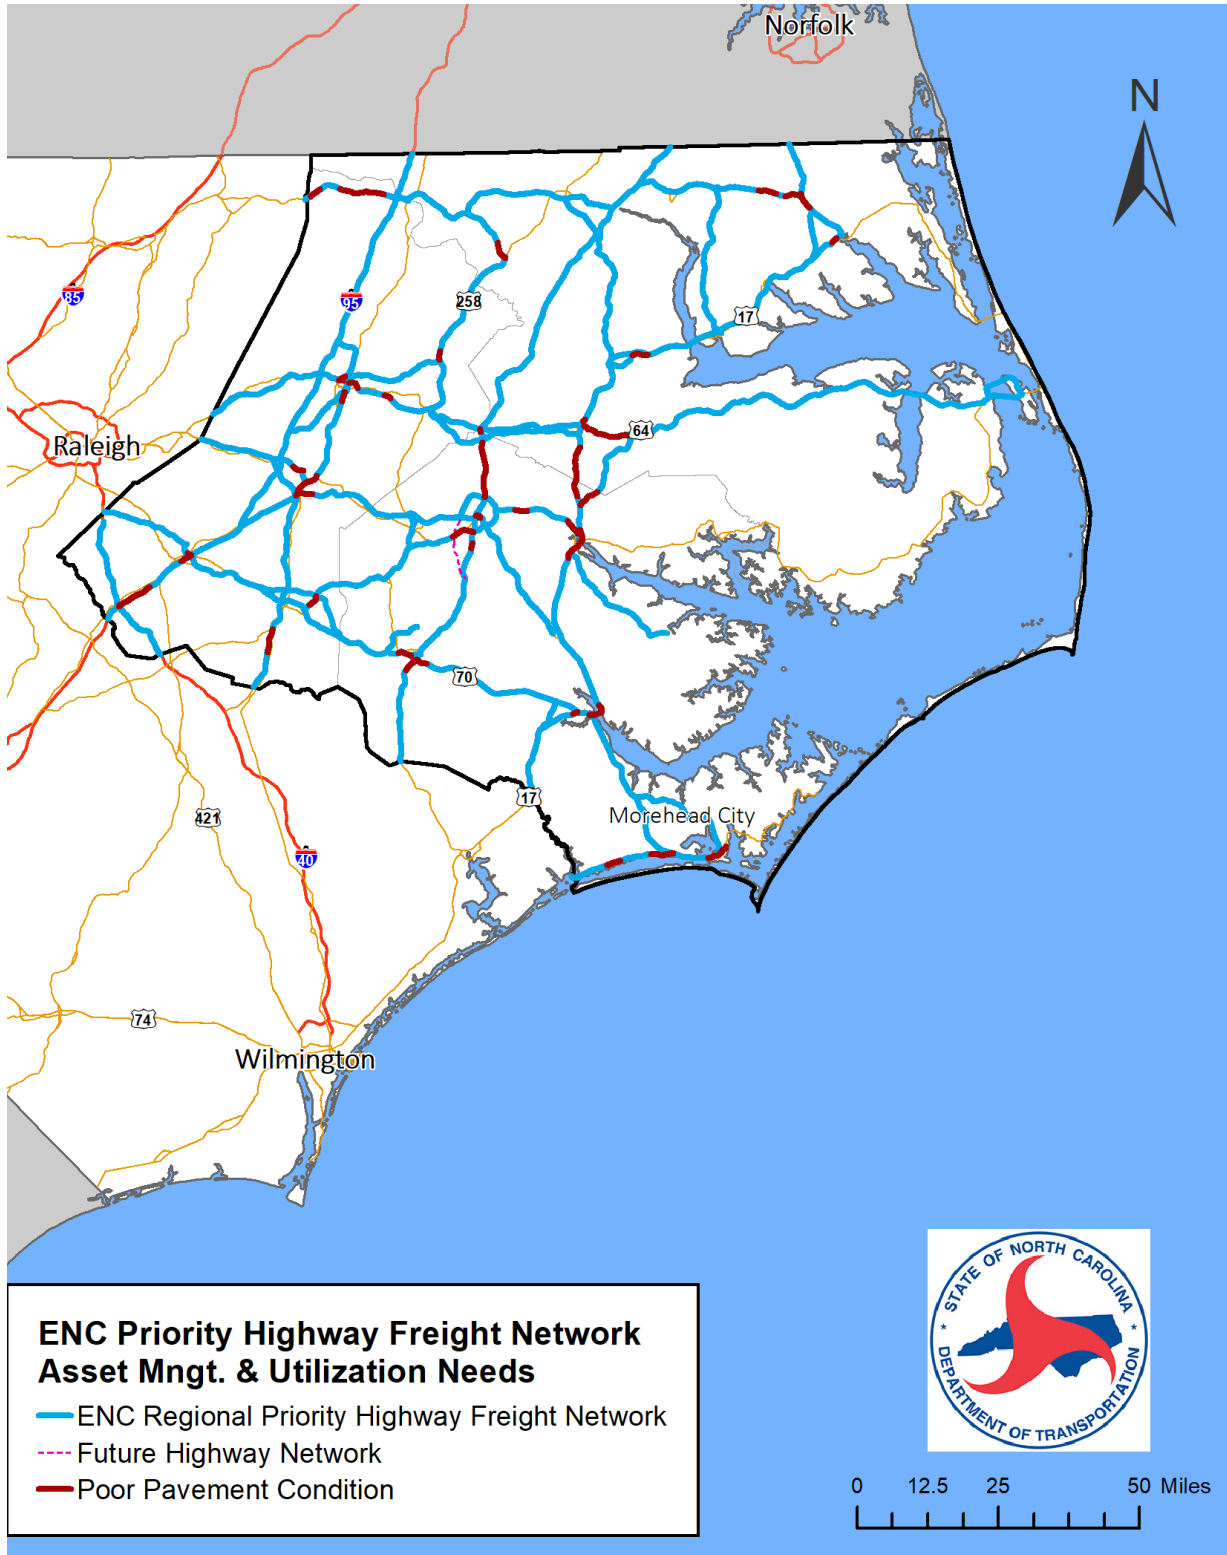 Norfolk
N
85
95
258
17
Raleigh
64
70
17
Morehead City
421
40
74
Wilmington
STATE OF NORTH CAROLINA
DEPARTMENT OF TRANSPORTATION
ENC Priority Highway Freight Network
Asset Mngt. & Utilization Needs
ENC Regional Priority Highway Freight Network
Future Highway Network
Poor Pavement Condition
0 12.5 25 50 Miles